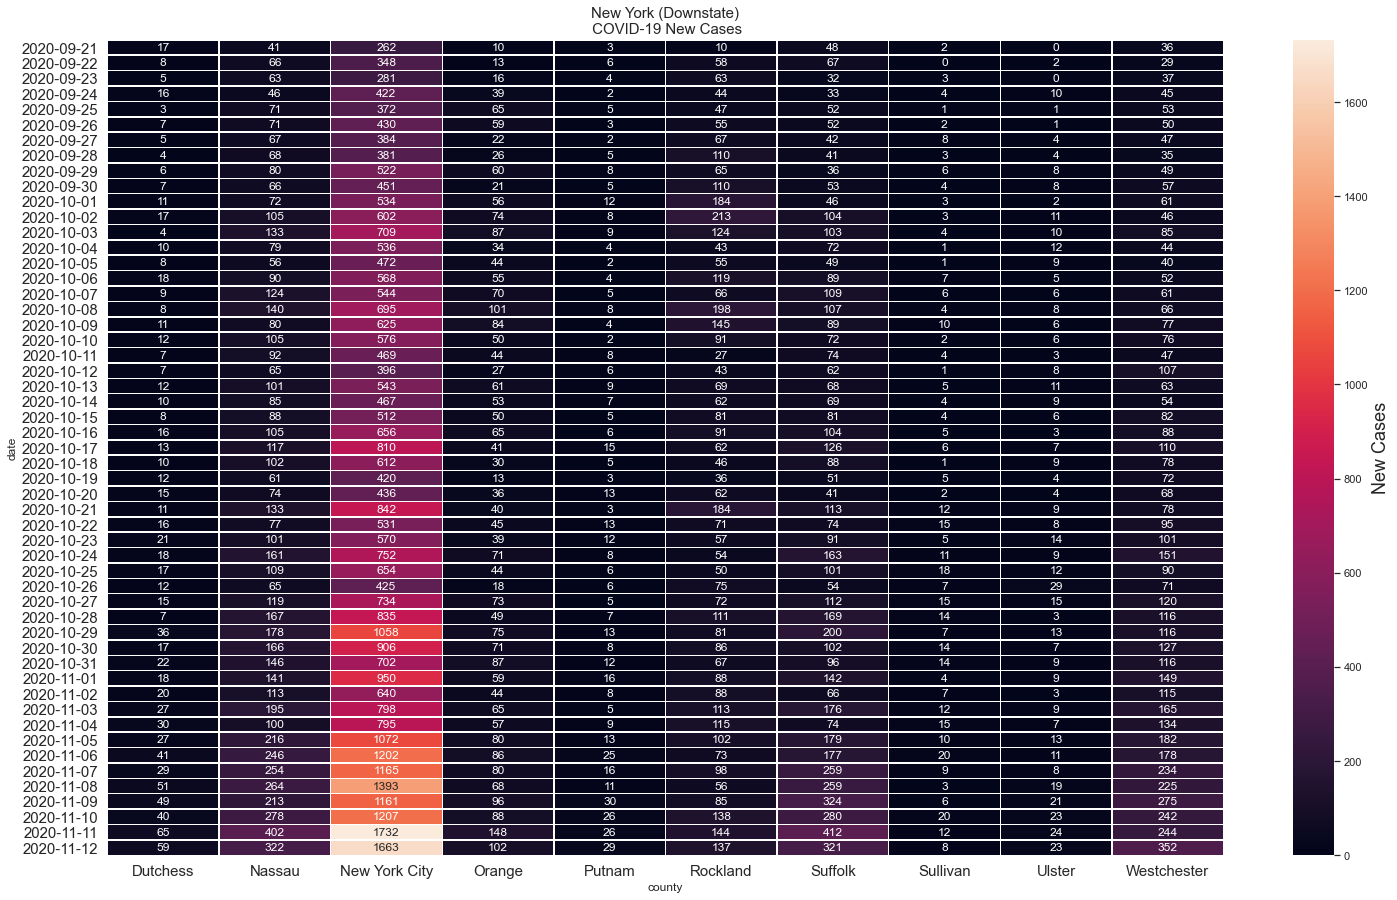 New York (Downstate)
COVID-19 New Cases
2020-09-21 17 41 262 10 3 10 48 2 0 36
2020-09-22 8 66 348 13 6 58 67 0 2 29
2020-09-23 5 63 281 16 4 63 32 3 0 37
2020-09-24 16 46 422 39 2 44 33 4 10 45
2020-09-25 3 71 372 65 5 47 52 1 1 53
2020-09-26 7 71 430 59 3 55 52 2 1 50
2020-09-27 5 67 384 22 2 67 42 8 4 47
2020-09-28 4 68 381 26 5 110 41 3 4 35
2020-09-29 6 80 522 60 8 65 36 6 8 49
2020-09-30 7 66 451 21 5 110 53 4 8 57
2020-10-01 11 72 534 56 12 184 46 3 2 61
2020-10-02 17 105 602 74 8 213 104 3 11 46
2020-10-03 4 133 709 87 9 124 103 4 10 85
2020-10-04 10 79 536 34 4 43 72 1 12 44
2020-10-05 8 56 472 44 2 55 49 1 9 40
2020-10-06 18 90 568 55 4 119 89 7 5 52
2020-10-07 9 124 544 70 5 66 109 6 6 61
2020-10-08 8 140 695 101 8 198 107 4 8 66
2020-10-09 11 80 625 84 4 145 89 10 6 77
2020-10-10 12 105 576 50 2 91 72 2 6 76
2020-10-11 7 92 469 44 8 27 74 4 3 47
2020-10-12 7 65 396 27 6 43 62 1 8 107
2020-10-13 12 101 543 61 9 69 68 5 11 63
2020-10-14 10 85 467 53 7 62 69 4 9 54
2020-10-15 8 88 512 50 5 81 81 4 6 82
2020-10-16 16 105 656 65 6 91 104 5 3 88
2020-10-17 13 117 810 41 15 62 126 6 7 110
2020-10-18 10 102 612 30 5 46 88 1 9 78
2020-10-19 12 61 420 13 3 36 51 5 4 72
2020-10-20 15 74 436 36 13 62 41 2 4 68
2020-10-21 11 133 842 40 3 184 113 12 9 78
2020-10-22 16 77 531 45 13 71 74 15 8 95
2020-10-23 21 101 570 39 12 57 91 5 14 101
2020-10-24 18 161 752 71 8 54 163 11 9 151
2020-10-25 17 109 654 44 6 50 101 18 12 90
2020-10-26 12 65 425 18 6 75 54 7 29 71
2020-10-27 15 119 734 73 5 72 112 15 15 120
2020-10-28 7 167 835 49 7 111 169 14 3 116
2020-10-29 36 178 1058 75 13 81 200 7 13 116
2020-10-30 17 166 906 71 8 86 102 14 7 127
2020-10-31 22 146 702 87 12 67 96 14 9 116
2020-11-01 18 141 950 59 16 88 142 4 9 149
2020-11-02 20 113 640 44 8 88 66 7 3 115
2020-11-03 27 195 798 65 5 113 176 12 9 165
2020-11-04 30 100 795 57 9 115 74 15 7 134
2020-11-05 27 216 1072 80 13 102 179 10 13 182
2020-11-06 41 246 1202 86 25 73 177 20 11 178
2020-11-07 29 254 1165 80 16 98 259 9 8 234
2020-11-08 51 264 1393 68 11 56 259 3 19 225
2020-11-09 49 213 1161 96 30 85 324 6 21 275
2020-11-10 40 278 1207 88 26 138 280 20 23 242
2020-11-11 65 402 1732 148 26 144 412 12 24 244
2020-11-12 59 322 1663 102 29 137 321 8 23 352
Dutchess Nassau New York City Orange Putnam Rockland Suffolk Sullivan Ulster Westchester
county
date
1600
1400
1200
1000
800
600
400
200
0
New Cases